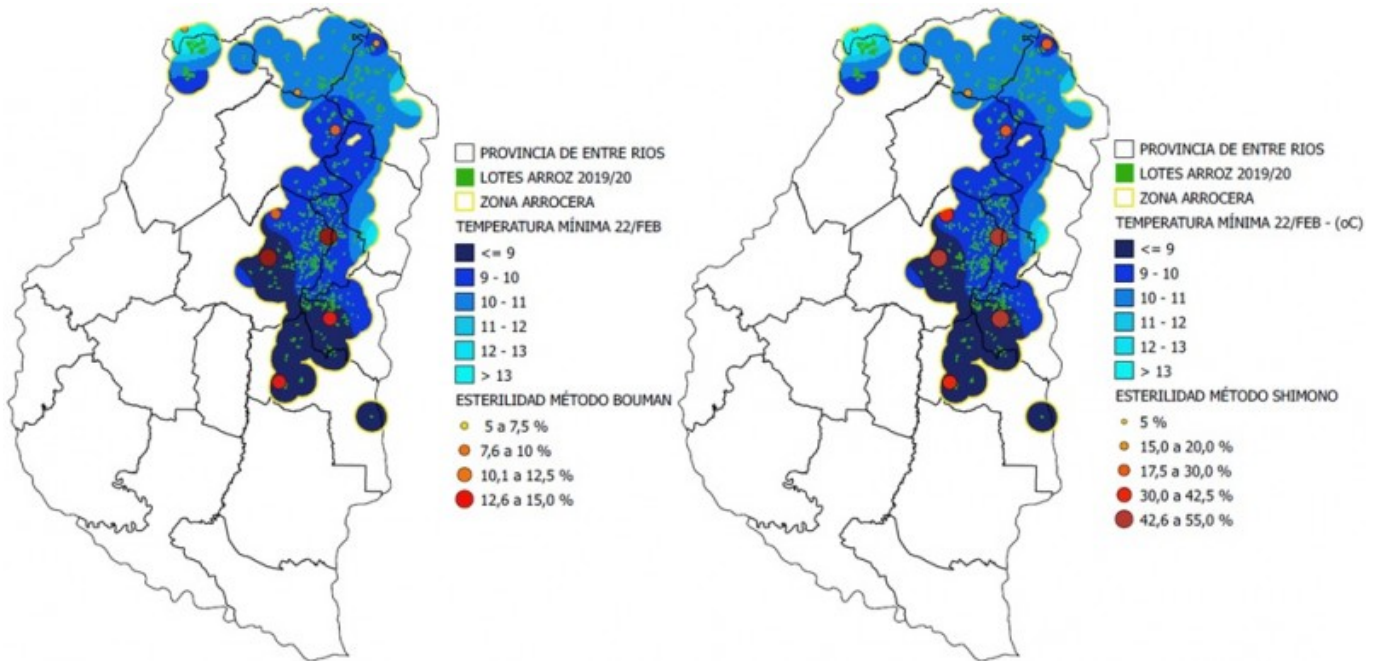 PROVINCIA DE ENTRE RIOS
LOTES ARROZ 2019/20
ZONA ARROCERA
TEMPERATURA MÍNIMA 22/FEB
<= 9
9 - 10
10 - 11
11 - 12
12 - 13
> 13
ESTERILIDAD MÉTODO BOUMAN
5 a 7,5 %
7,6 a 10 %
10,1 a 12,5 %
12,6 a 15,0 %
PROVINCIA DE ENTRE RIOS
LOTES ARROZ 2019/20
ZONA ARROCERA
TEMPERATURA MÍNIMA 22/FEB - (oC)
<= 9
9 - 10
10 - 11
11 - 12
12 - 13
> 13
ESTERILIDAD MÉTODO SHIMONO
5 %
15,0 a 20,0 %
17,5 a 30,0 %
30,0 a 42,5 %
42,6 a 55,0 %